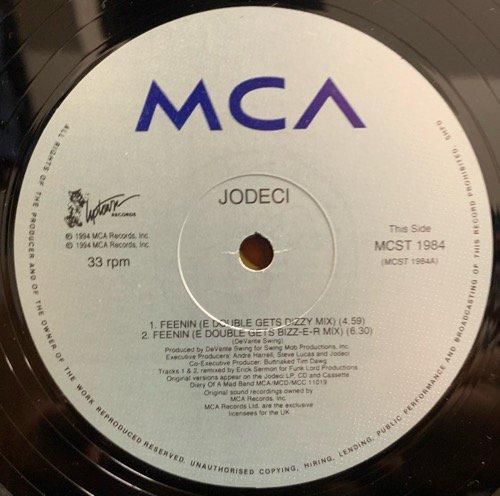 MCA
JODECI
Uptown
RECORDS
℗ 1994 MCA Records, Inc.
© 1994 MCA Records, Inc.
33 rpm
This Side
MCST 1984
(MCST 1984A)
1. FEENIN (E DOUBLE GETS DIZZY MIX) (4.59)
2. FEENIN (E DOUBLE GETS BIZZ-E-R MIX) (6.30)
(DeVante Swing)
Produced by DeVante Swing for Swing Mob Productions, Inc.
Executive Producers: Andre Harrell, Steve Lucas and Jodeci
Co-Executive Producer: Buttnaked Tim Dawg
Tracks 1 & 2, remixed by Erick Sermon for Funk Lord Productions
Original versions appear on the Jodeci LP, CD and Cassette
Diary Of A Mad Band MCA/MCD/MCC 11019
Original sound recordings owned by
MCA Records, Inc.
MCA Records Ltd. are the exclusive
licensees for the UK
ALL RIGHTS OF THE PRODUCER AND OF THE OWNER OF THE WORK REPRODUCED RESERVED. UNAUTHORISED COPYING, HIRING, LENDING, PUBLIC PERFORMANCE AND BROADCASTING OF THIS RECORD PROHIBITED